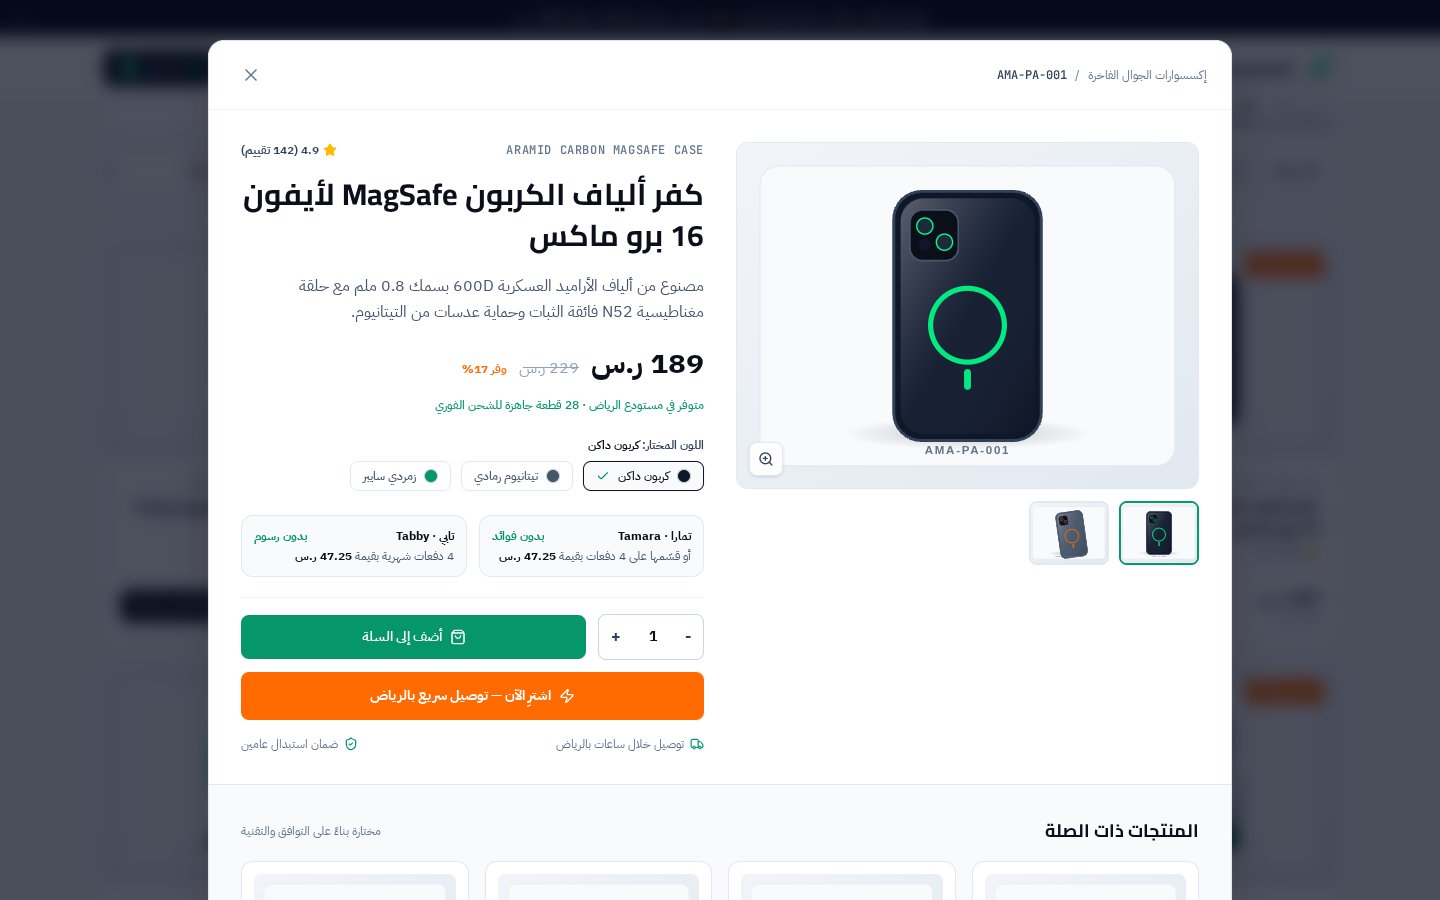 إكسسوارات الجوال الفاخرة / AMA-PA-001
AMA-PA-001
ARAMID CARBON MAGSAFE CASE
4.9 (142 تقييم)
كفر ألياف الكربون MagSafe لأيفون
16 برو ماكس
مصنوع من ألياف الأراميد العسكرية 600D بسمك 0.8 ملم مع حلقة
مغناطيسية N52 فائقة الثبات وحماية عدسات من التيتانيوم.
189 ر.س 229 ر.س وفر 17%
متوفر في مستودع الرياض · 28 قطعة جاهزة للشحن الفوري
اللون المختار: كربون داكن
كربون داكن
تيتانيوم رمادي
زمردي سايبر
تمارا · Tamara بدون فوائد
أو قسّمها على 4 دفعات بقيمة 47.25 ر.س
تابي · Tabby بدون رسوم
4 دفعات شهرية بقيمة 47.25 ر.س
- 1 +
أضف إلى السلة
اشترِ الآن — توصيل سريع بالرياض
توصيل خلال ساعات بالرياض
ضمان استبدال عامين
المنتجات ذات الصلة
مختارة بناءً على التوافق والتقنية